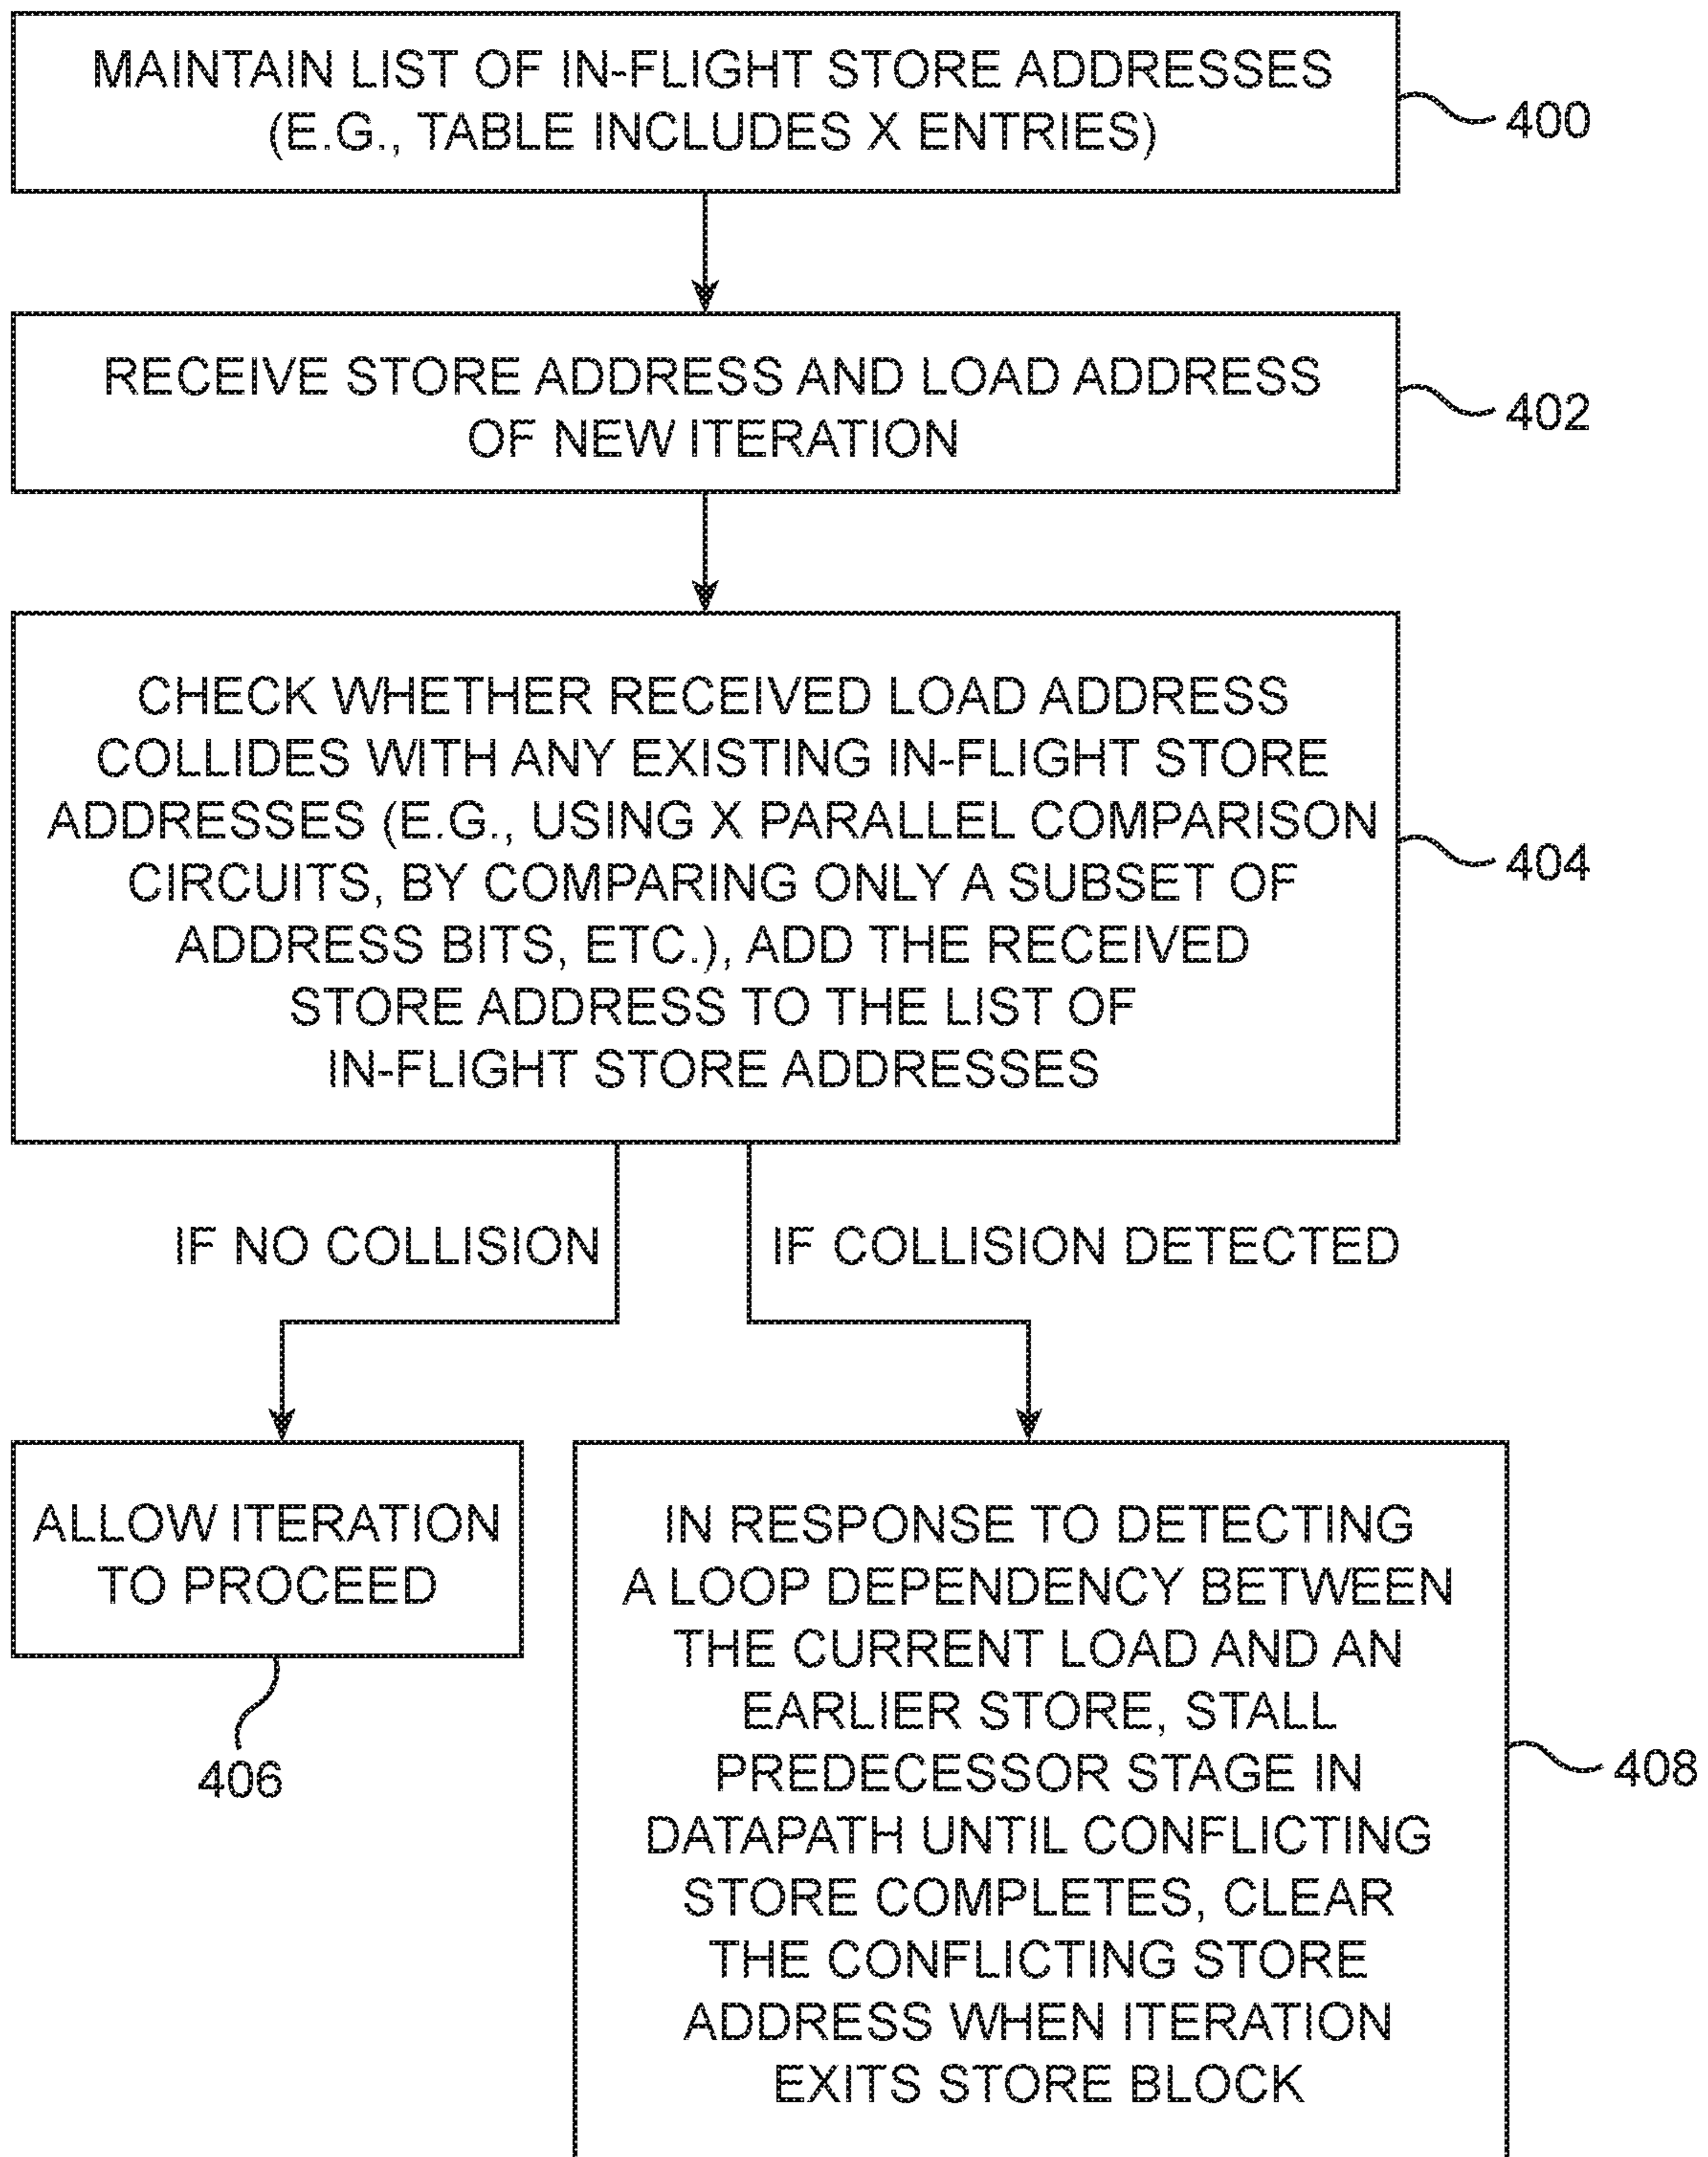 MAINTAIN LIST OF IN-FLIGHT STORE ADDRESSES
(E.G., TABLE INCLUDES X ENTRIES)
400
RECEIVE STORE ADDRESS AND LOAD ADDRESS
OF NEW ITERATION
402
CHECK WHETHER RECEIVED LOAD ADDRESS
COLLIDES WITH ANY EXISTING IN-FLIGHT STORE
ADDRESSES (E.G., USING X PARALLEL COMPARISON
CIRCUITS, BY COMPARING ONLY A SUBSET OF
ADDRESS BITS, ETC.), ADD THE RECEIVED
STORE ADDRESS TO THE LIST OF
IN-FLIGHT STORE ADDRESSES
404
IF NO COLLISION
IF COLLISION DETECTED
ALLOW ITERATION
TO PROCEED
406
IN RESPONSE TO DETECTING
A LOOP DEPENDENCY BETWEEN
THE CURRENT LOAD AND AN
EARLIER STORE, STALL
PREDECESSOR STAGE IN
DATAPATH UNTIL CONFLICTING
STORE COMPLETES, CLEAR
THE CONFLICTING STORE
ADDRESS WHEN ITERATION
EXITS STORE BLOCK
408